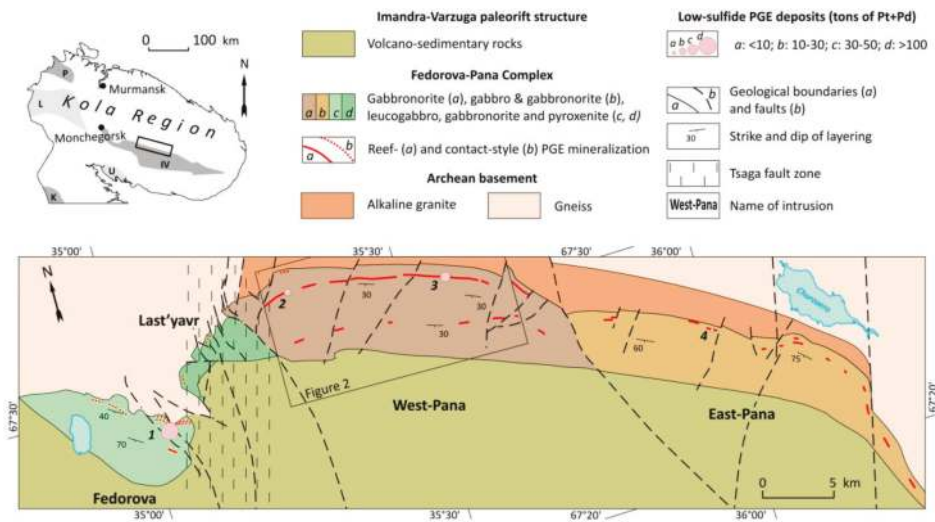 0 100 km
N
P
Murmansk
L
Kola Region
Monchegorsk
IV
U
K
Imandra-Varzuga paleorift structure
Volcano-sedimentary rocks
Fedorova-Pana Complex
a b c d
Gabbronorite (a), gabbro & gabbronorite (b),
leucogabbro, gabbronorite and pyroxenite (c, d)
a b
Reef- (a) and contact-style (b) PGE mineralization
Archean basement
Alkaline granite
Gneiss
Low-sulfide PGE deposits (tons of Pt+Pd)
a b c d
a: <10; b: 10-30; c: 30-50; d: >100
a b
Geological boundaries (a)
and faults (b)
30
Strike and dip of layering
Tsaga fault zone
West-Pana
Name of intrusion
35°00'
35°30'
67°30'
36°00'
N
2
3
30
30
30
Last'yavr
4
60
75
Figure 2
67°30'
40
1
70
West-Pana
East-Pana
67°20'
Fedorova
0 5 km
35°00'
35°30'
67°20'
36°00'